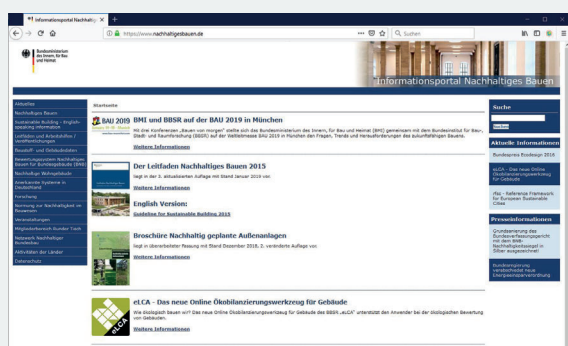 Informationsportal Nachhaltig
https://www.nachhaltigesbauen.de
Suchen
Bundesministerium
des Innern, für Bau
und Heimat
Informationsportal Nachhaltiges Bauen
Aktuelles
Nachhaltiges Bauen
Sustainable Building - English-
speaking information
Leitfäden und Arbeitshilfen /
Veröffentlichungen
Baustoff- und Gebäudedaten
Bewertungssystem Nachhaltiges
Bauen für Bundesgebäude (BNB)
Nachhaltige Wohngebäude
Anerkannte Systeme in
Deutschland
Forschung
Normung zur Nachhaltigkeit im
Bauwesen
Veranstaltungen
Mitgliederbereich Runder Tisch
Netzwerk Nachhaltiger
Bundesbau
Aktivitäten der Länder
Datenschutz
Startseite
BAU 2019
BMI und BBSR auf der BAU 2019 in München
Mit drei Konferenzen „Bauen von morgen" stellte sich das Bundesministerium des Innern, für Bau und Heimat (BMI) gemeinsam mit dem Bundesinstitut für Bau-,
Stadt- und Raumforschung (BBSR) auf der Weltleitmesse BAU 2019 in München den Fragen, Trends und Herausforderungen des zukunftsfähigen Bauens.
Weitere Informationen
Der Leitfaden Nachhaltiges Bauen 2015
liegt in der 3. aktualisierten Auflage mit Stand Januar 2019 vor.
Weitere Informationen
English Version:
Guideline for Sustainable Building 2015
Broschüre Nachhaltig geplante Außenanlagen
liegt in überarbeiteter Fassung mit Stand Dezember 2018, 2. veränderte Auflage vor.
Weitere Informationen
eLCA
eLCA - Das neue Online Ökobilanzierungswerkzeug für Gebäude
Wie ökologisch bauen wir? Das neue Online Ökobilanzierungswerkzeug für Gebäude des BBSR „eLCA" unterstützt den Anwender bei der ökologischen Bewertung
von Gebäuden.
Weitere Informationen
Suche
Suchen
Aktuelle Informationen
Bundespreis Ecodesign 2019
eLCA - Das neue Online
Ökobilanzierungswerkzeug
für Gebäude
rfsc - Reference Framework
for European Sustainable
Cities
Presseinformationen
Grundsanierung des
Bundesverfassungsgericht
mit dem BNB-
Nachhaltigkeitssiegel in
Silber ausgezeichnet!
Bundesregierung
verabschiedet neue
Energieeinsparverordnung